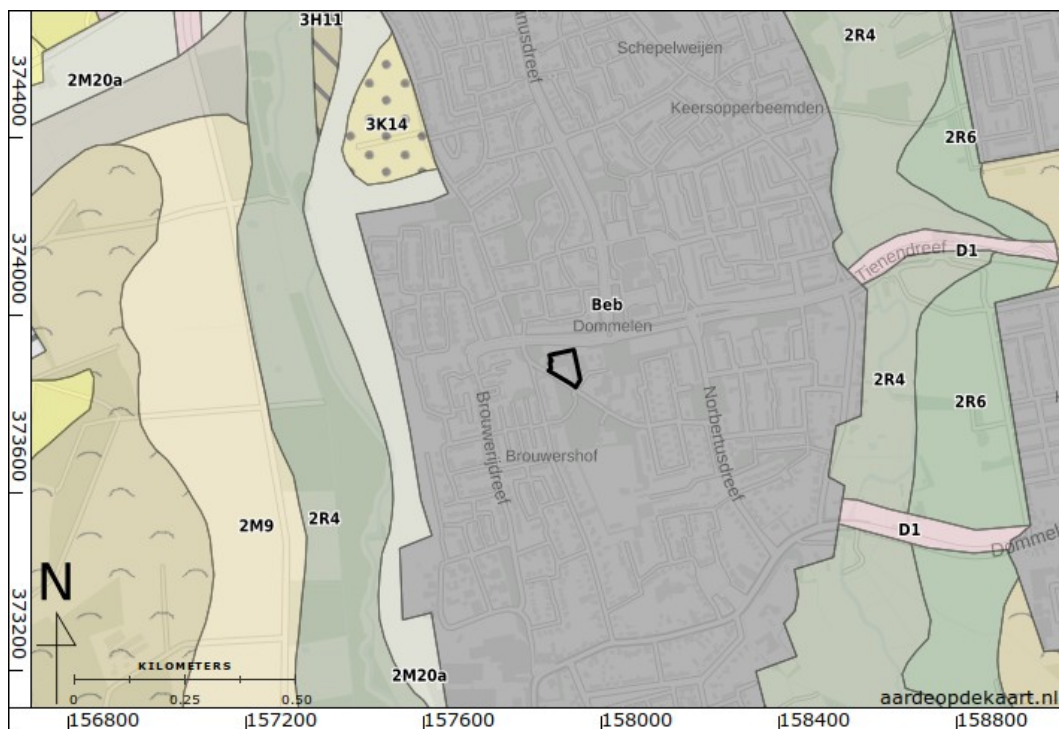 3H11
anusdreef
Schepelweijen
2R4
2M20a
Keersopperbeemden
3K14
2R6
374400
374000
373600
373200
Tienendreef
D1
Beb
Dommelen
2R4
2R6
Brouwerijdreef
Norbertusdreef
Brouwershof
2M9
2R4
D1
Dommel
N
KILOMETERS
0 0.25 0.50
2M20a
aardeopdekaart.nl
156800 157200 157600 158000 158400 158800